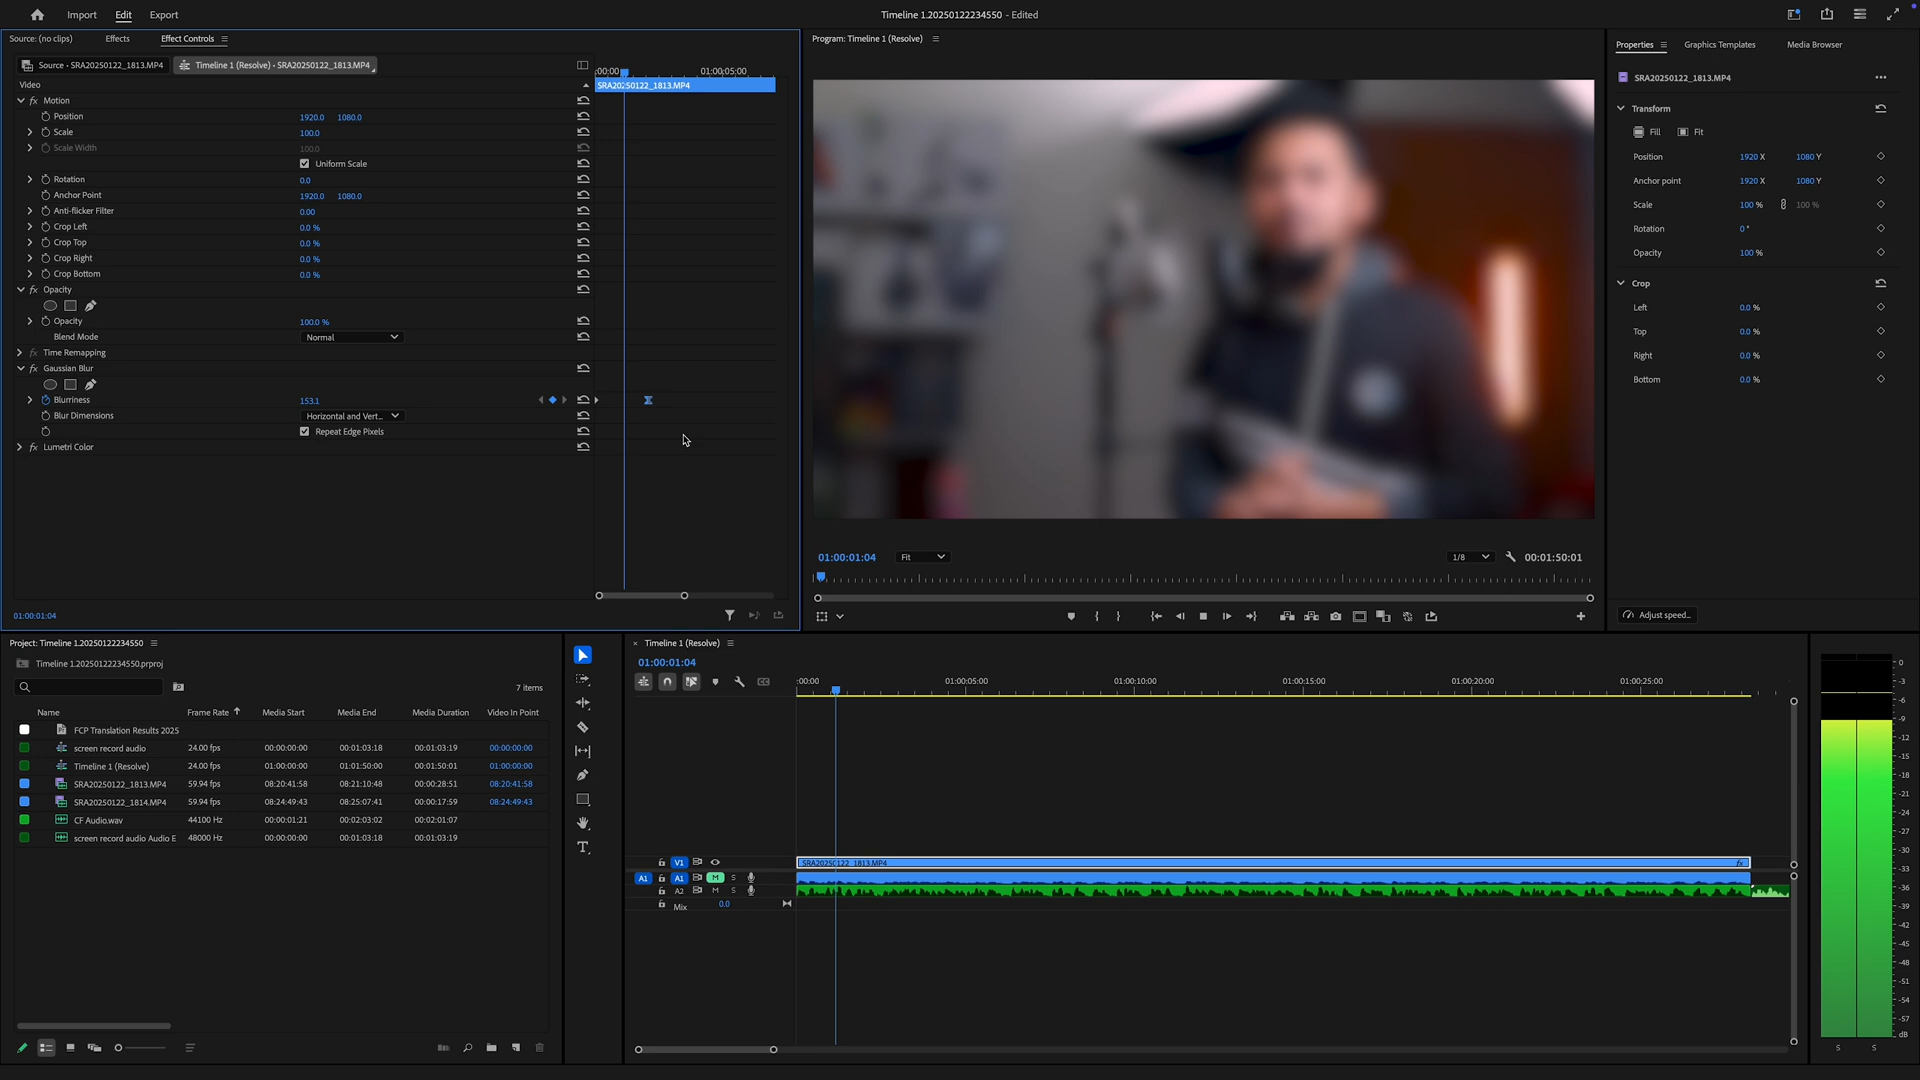 Import Edit Export
Timeline 1.20250122234550 - Edited
Source: (no clips) Effects Effect Controls
Source • SRA20250122_1813.MP4 Timeline 1 (Resolve) • SRA20250122_1813.MP4
:00:00 01:00:05:00
Video SRA20250122_1813.MP4
fx Motion
Position 1920.0 1080.0
Scale 100.0
Scale Width 100.0
Uniform Scale
Rotation 0.0
Anchor Point 1920.0 1080.0
Anti-flicker Filter 0.00
Crop Left 0.0 %
Crop Top 0.0 %
Crop Right 0.0 %
Crop Bottom 0.0 %
fx Opacity
Opacity 100.0 %
Blend Mode Normal
fx Time Remapping
fx Gaussian Blur
Blurriness 153.1
Blur Dimensions Horizontal and Vert...
Repeat Edge Pixels
fx Lumetri Color
01:00:01:04
Program: Timeline 1 (Resolve)
01:00:01:04 Fit 1/8 00:01:50:01
Properties Graphics Templates Media Browser
SRA20250122_1813.MP4
Transform
Fill Fit
Position 1920 X 1080 Y
Anchor point 1920 X 1080 Y
Scale 100 % 100 %
Rotation 0 °
Opacity 100 %
Crop
Left 0.0 %
Top 0.0 %
Right 0.0 %
Bottom 0.0 %
Adjust speed...
Project: Timeline 1.20250122234550
Timeline 1.20250122234550.prproj
7 items
Name Frame Rate Media Start Media End Media Duration Video In Point
FCP Translation Results 2025
screen record audio 24.00 fps 00:00:00:00 00:01:03:18 00:01:03:19 00:00:00:00
Timeline 1 (Resolve) 24.00 fps 01:00:00:00 01:01:50:00 00:01:50:01 01:00:00:00
SRA20250122_1813.MP4 59.94 fps 08:20:41:58 08:21:10:48 00:00:28:51 08:20:41:58
SRA20250122_1814.MP4 59.94 fps 08:24:49:43 08:25:07:41 00:00:17:59 08:24:49:43
CF Audio.wav 44100 Hz 00:00:01:21 00:02:03:02 00:02:01:07
screen record audio Audio E 48000 Hz 00:00:00:00 00:01:03:18 00:01:03:19
T
Timeline 1 (Resolve)
01:00:01:04
CC
:00:00 01:00:05:00 01:00:10:00 01:00:15:00 01:00:20:00 01:00:25:00
V1 SRA20250122_1813.MP4 fx
A1 A1 M S
A2 M S
Mix 0.0
0
-3
-6
-9
-12
-15
-18
-21
-24
-27
-30
-33
-36
-39
-42
-45
-48
-51
-54
-57
dB
S S